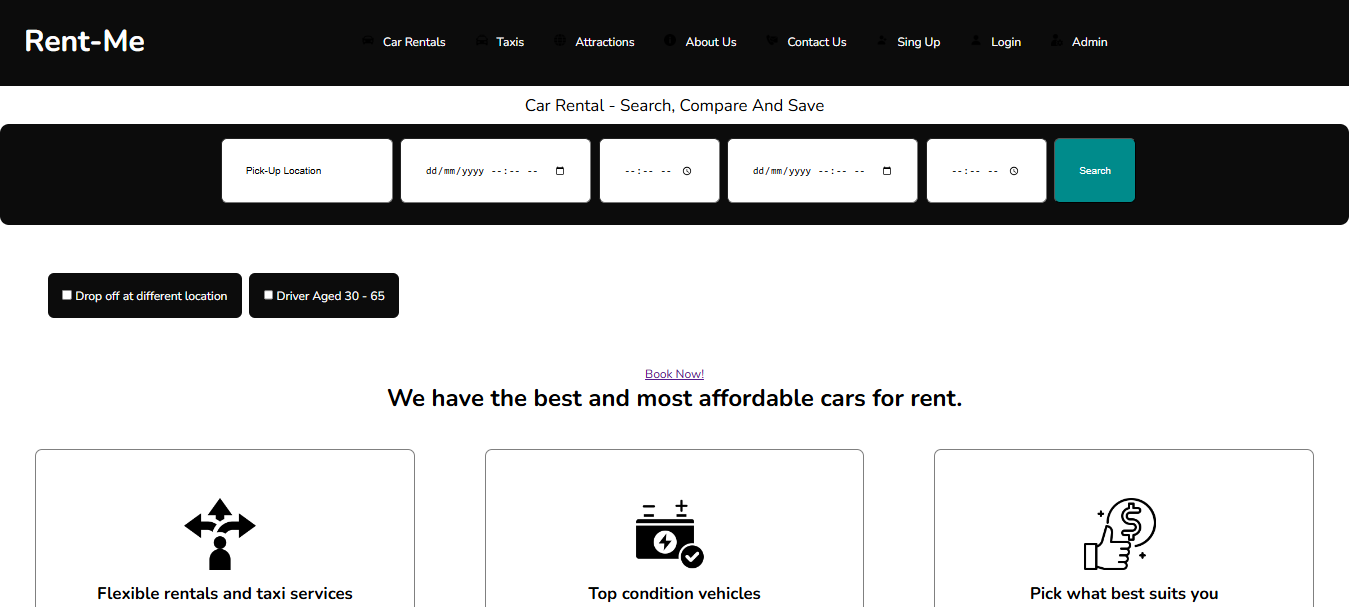 Rent-Me
Car Rentals Taxis Attractions About Us Contact Us Sing Up Login Admin
Car Rental - Search, Compare And Save
Pick-Up Location dd/mm/yyyy --:-- -- --:-- -- dd/mm/yyyy --:-- -- --:-- -- Search
Drop off at different location Driver Aged 30 - 65
Book Now!
We have the best and most affordable cars for rent.
Flexible rentals and taxi services Top condition vehicles Pick what best suits you